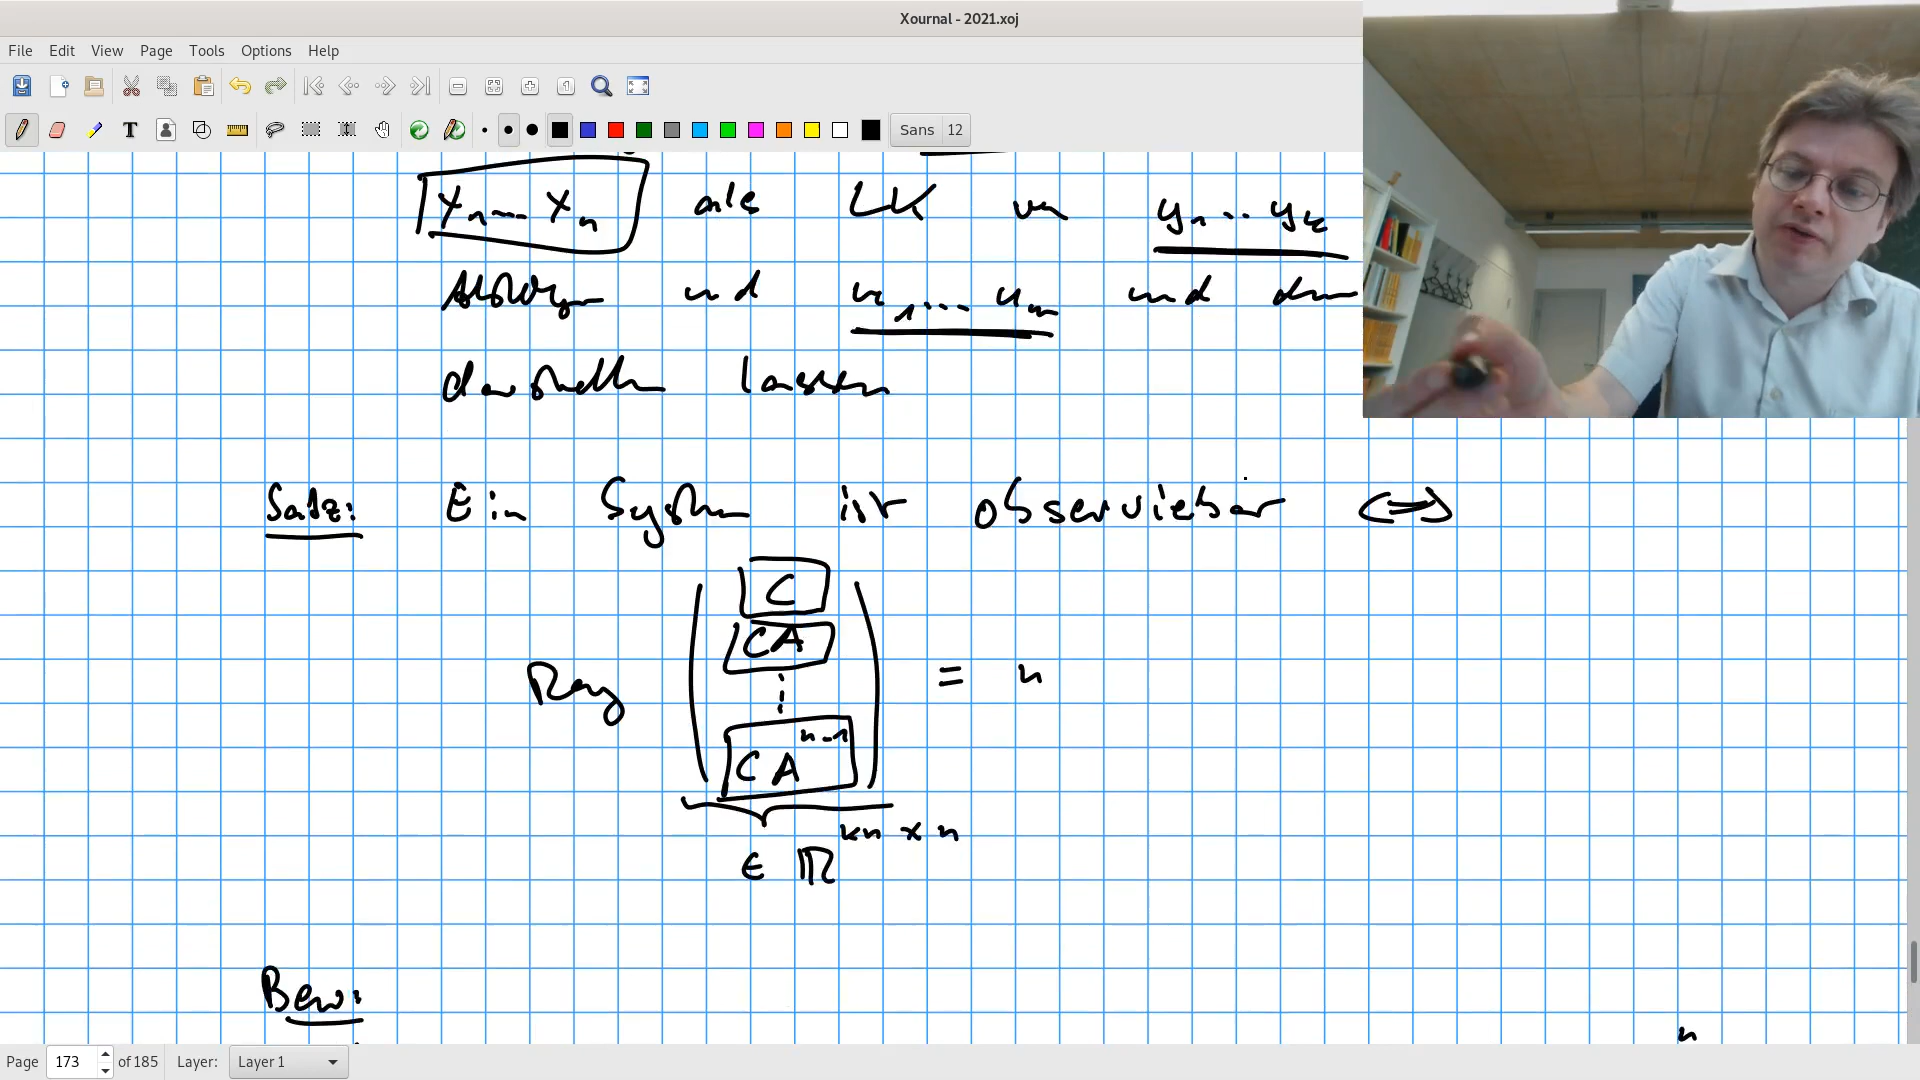 Xournal - 2021.xoj
File Edit View Page Tools Options Help
T Sans 12
x₁ … xₙ als LK von y₁ .. yₖ
Ableitungen und u₁ … uₘ und deren
darstellen lassen
Satz: Ein System ist observierbar ⟺
Rang ( C
CA
⋮
CAⁿ⁻¹ ) = n
∈ ℝ^{kn × n}
Bew:
n
Page 173 of 185 Layer: Layer 1